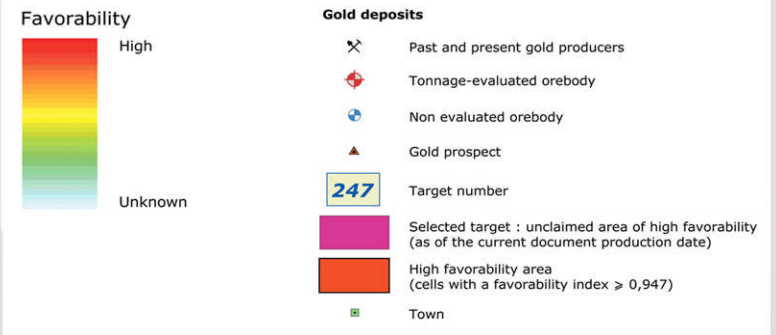 Favorability
High
Unknown
Gold deposits
Past and present gold producers
Tonnage-evaluated orebody
Non evaluated orebody
Gold prospect
247
Target number
Selected target : unclaimed area of high favorability
(as of the current document production date)
High favorability area
(cells with a favorability index ⩾ 0,947)
Town